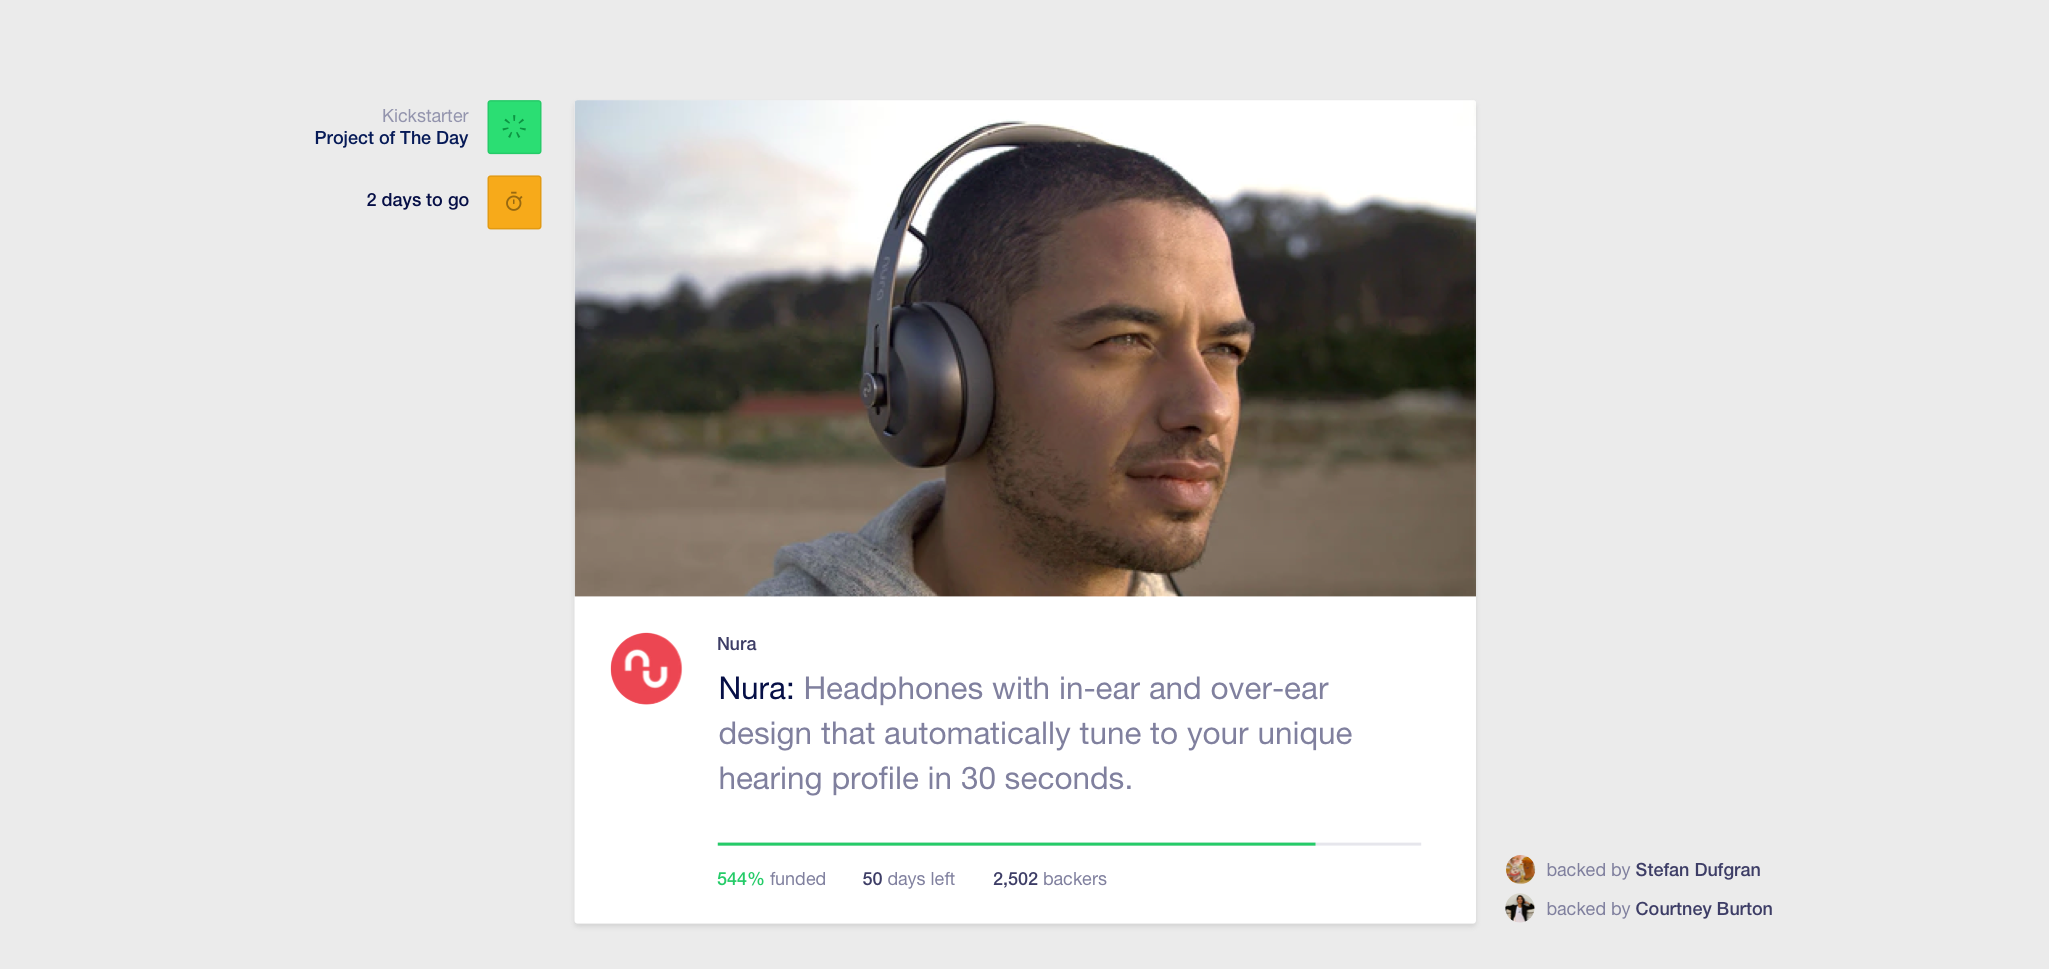 Kickstarter
Project of The Day
2 days to go
nura
Nura
Nura: Headphones with in-ear and over-ear
design that automatically tune to your unique
hearing profile in 30 seconds.
544% funded
50 days left
2,502 backers
backed by Stefan Dufgran
backed by Courtney Burton